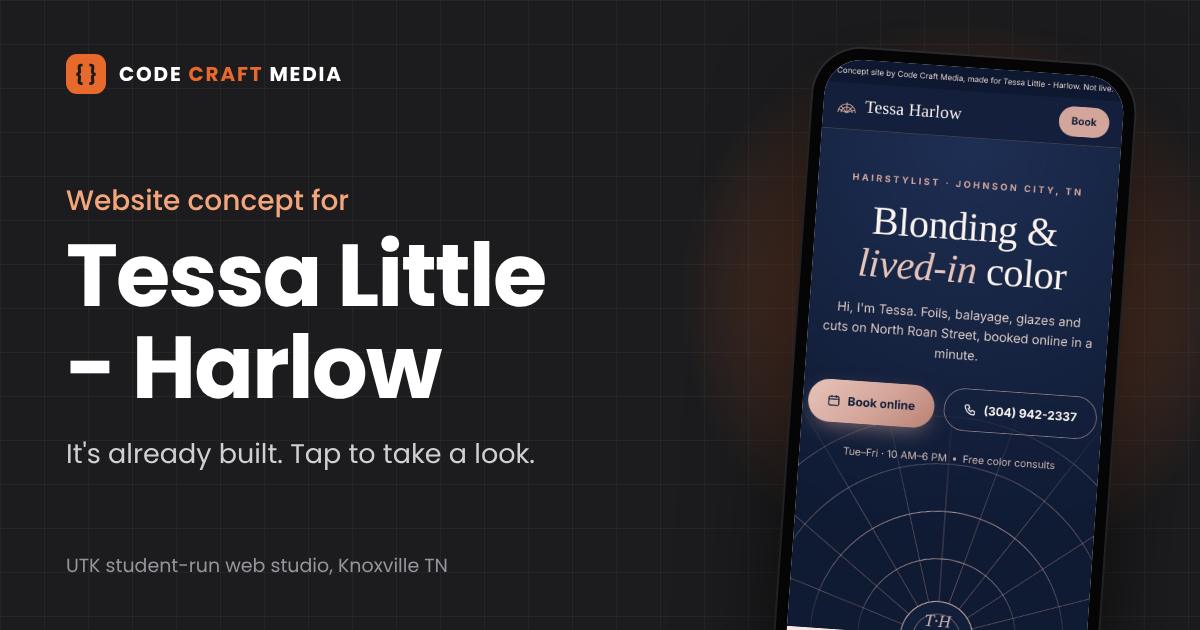 { } CODE CRAFT MEDIA
Website concept for
Tessa Little
- Harlow
It's already built. Tap to take a look.
UTK student-run web studio, Knoxville TN
Concept site by Code Craft Media, made for Tessa Little - Harlow. Not live.
Tessa Harlow
Book
HAIRSTYLIST · JOHNSON CITY, TN
Blonding &
lived-in color
Hi, I'm Tessa. Foils, balayage, glazes and
cuts on North Roan Street, booked online in a
minute.
Book online
(304) 942-2337
Tue–Fri · 10 AM–6 PM • Free color consults
T·H